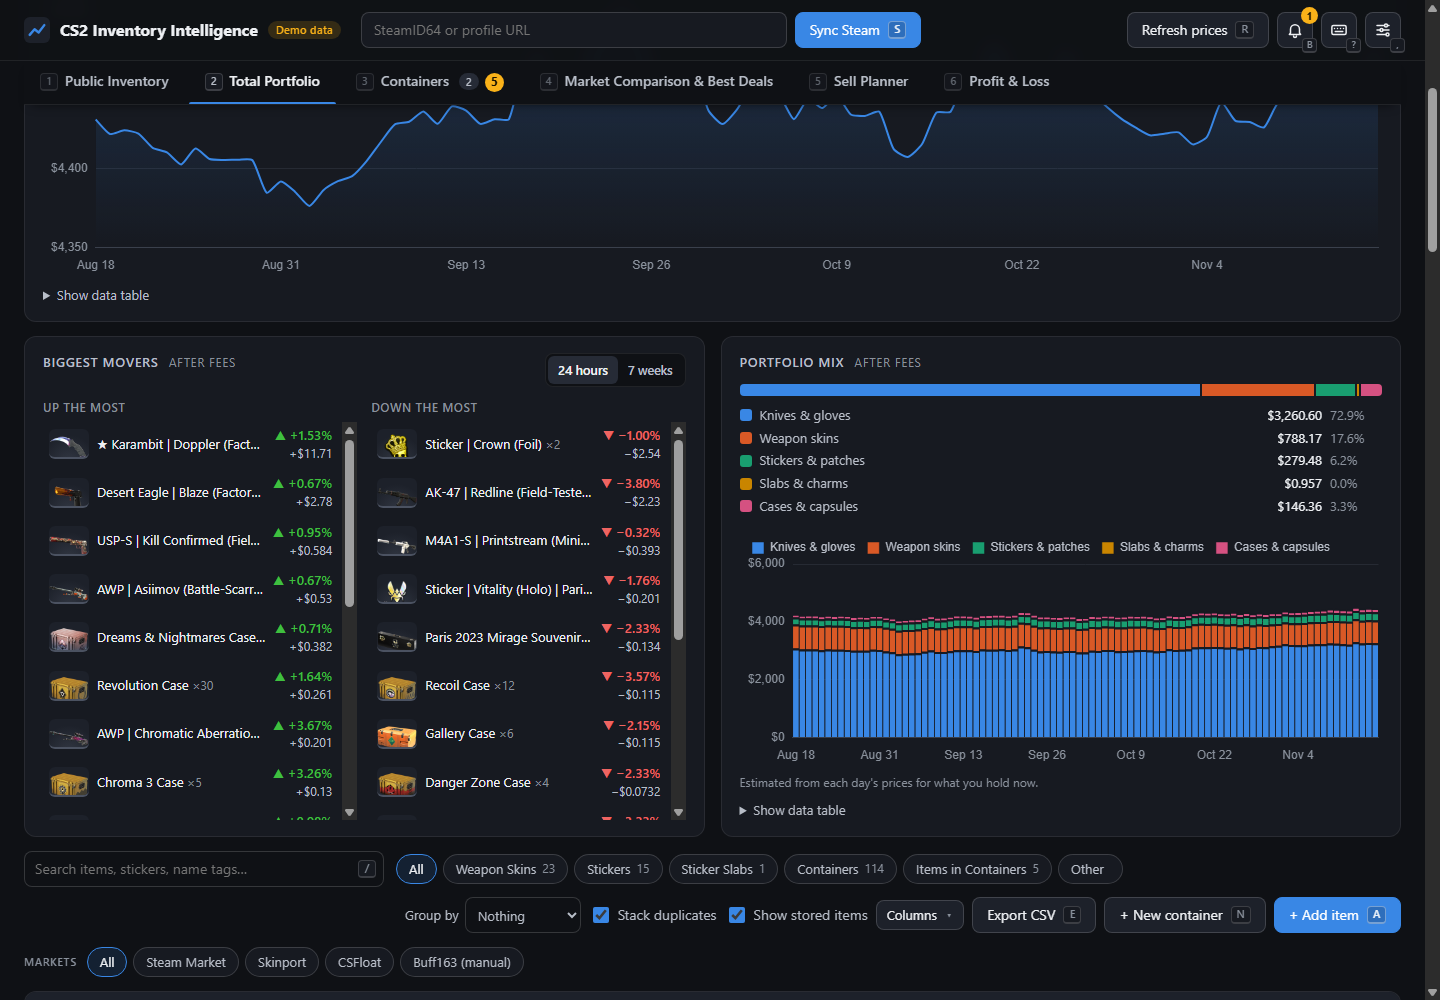 CS2 Inventory Intelligence Demo data SteamID64 or profile URL Sync Steam S Refresh prices R 1 B ? ,
1 Public Inventory 2 Total Portfolio 3 Containers 2 5 4 Market Comparison & Best Deals 5 Sell Planner 6 Profit & Loss
$4,400
$4,350
Aug 18 Aug 31 Sep 13 Sep 26 Oct 9 Oct 22 Nov 4
▶ Show data table
BIGGEST MOVERS AFTER FEES 24 hours 7 weeks
UP THE MOST
★ Karambit | Doppler (Fact... ▲ +1.53%
+$11.71
Desert Eagle | Blaze (Factor... ▲ +0.67%
+$2.78
USP-S | Kill Confirmed (Fiel... ▲ +0.95%
+$0.584
AWP | Asiimov (Battle-Scarr... ▲ +0.67%
+$0.53
Dreams & Nightmares Case... ▲ +0.71%
+$0.382
Revolution Case ×30 ▲ +1.64%
+$0.261
AWP | Chromatic Aberratio... ▲ +3.67%
+$0.201
Chroma 3 Case ×5 ▲ +3.26%
+$0.13
DOWN THE MOST
Sticker | Crown (Foil) ×2 ▼ −1.00%
−$2.54
AK-47 | Redline (Field-Teste... ▼ −3.80%
−$2.23
M4A1-S | Printstream (Mini... ▼ −0.32%
−$0.393
Sticker | Vitality (Holo) | Pari... ▼ −1.76%
−$0.201
Paris 2023 Mirage Souvenir... ▼ −2.33%
−$0.134
Recoil Case ×12 ▼ −3.57%
−$0.115
Gallery Case ×6 ▼ −2.15%
−$0.115
Danger Zone Case ×4 ▼ −2.33%
−$0.0732
PORTFOLIO MIX AFTER FEES
Knives & gloves $3,260.60 72.9%
Weapon skins $788.17 17.6%
Stickers & patches $279.48 6.2%
Slabs & charms $0.957 0.0%
Cases & capsules $146.36 3.3%
Knives & gloves Weapon skins Stickers & patches Slabs & charms Cases & capsules
$6,000
$4,000
$2,000
$0
Aug 18 Aug 31 Sep 13 Sep 26 Oct 9 Oct 22 Nov 4
Estimated from each day's prices for what you hold now.
▶ Show data table
Search items, stickers, name tags... / All Weapon Skins 23 Stickers 15 Sticker Slabs 1 Containers 114 Items in Containers 5 Other
Group by Nothing Stack duplicates Show stored items Columns Export CSV E + New container N + Add item A
MARKETS All Steam Market Skinport CSFloat Buff163 (manual)